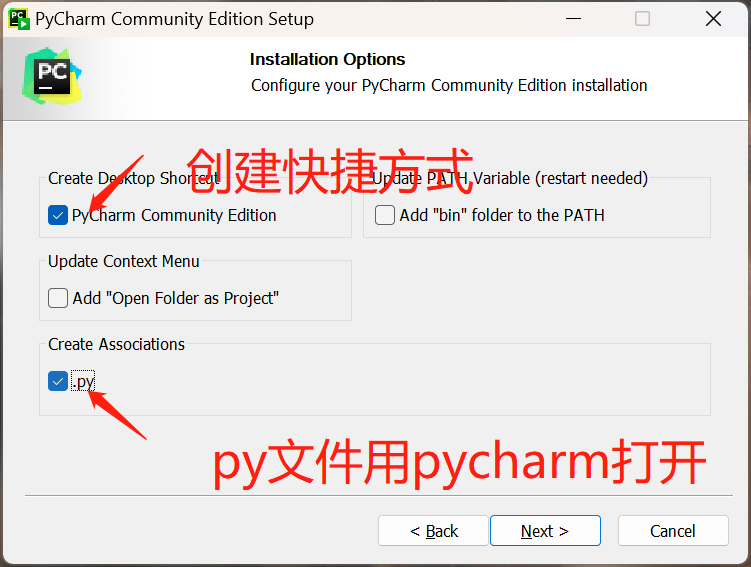 PyCharm Community Edition Setup
PC
Installation Options
Configure your PyCharm Community Edition installation
创建快捷方式
Create Desktop Shortcut
Update PATH Variable (restart needed)
PyCharm Community Edition
Add "bin" folder to the PATH
Update Context Menu
Add "Open Folder as Project"
Create Associations
.py
py文件用pycharm打开
< Back
Next >
Cancel